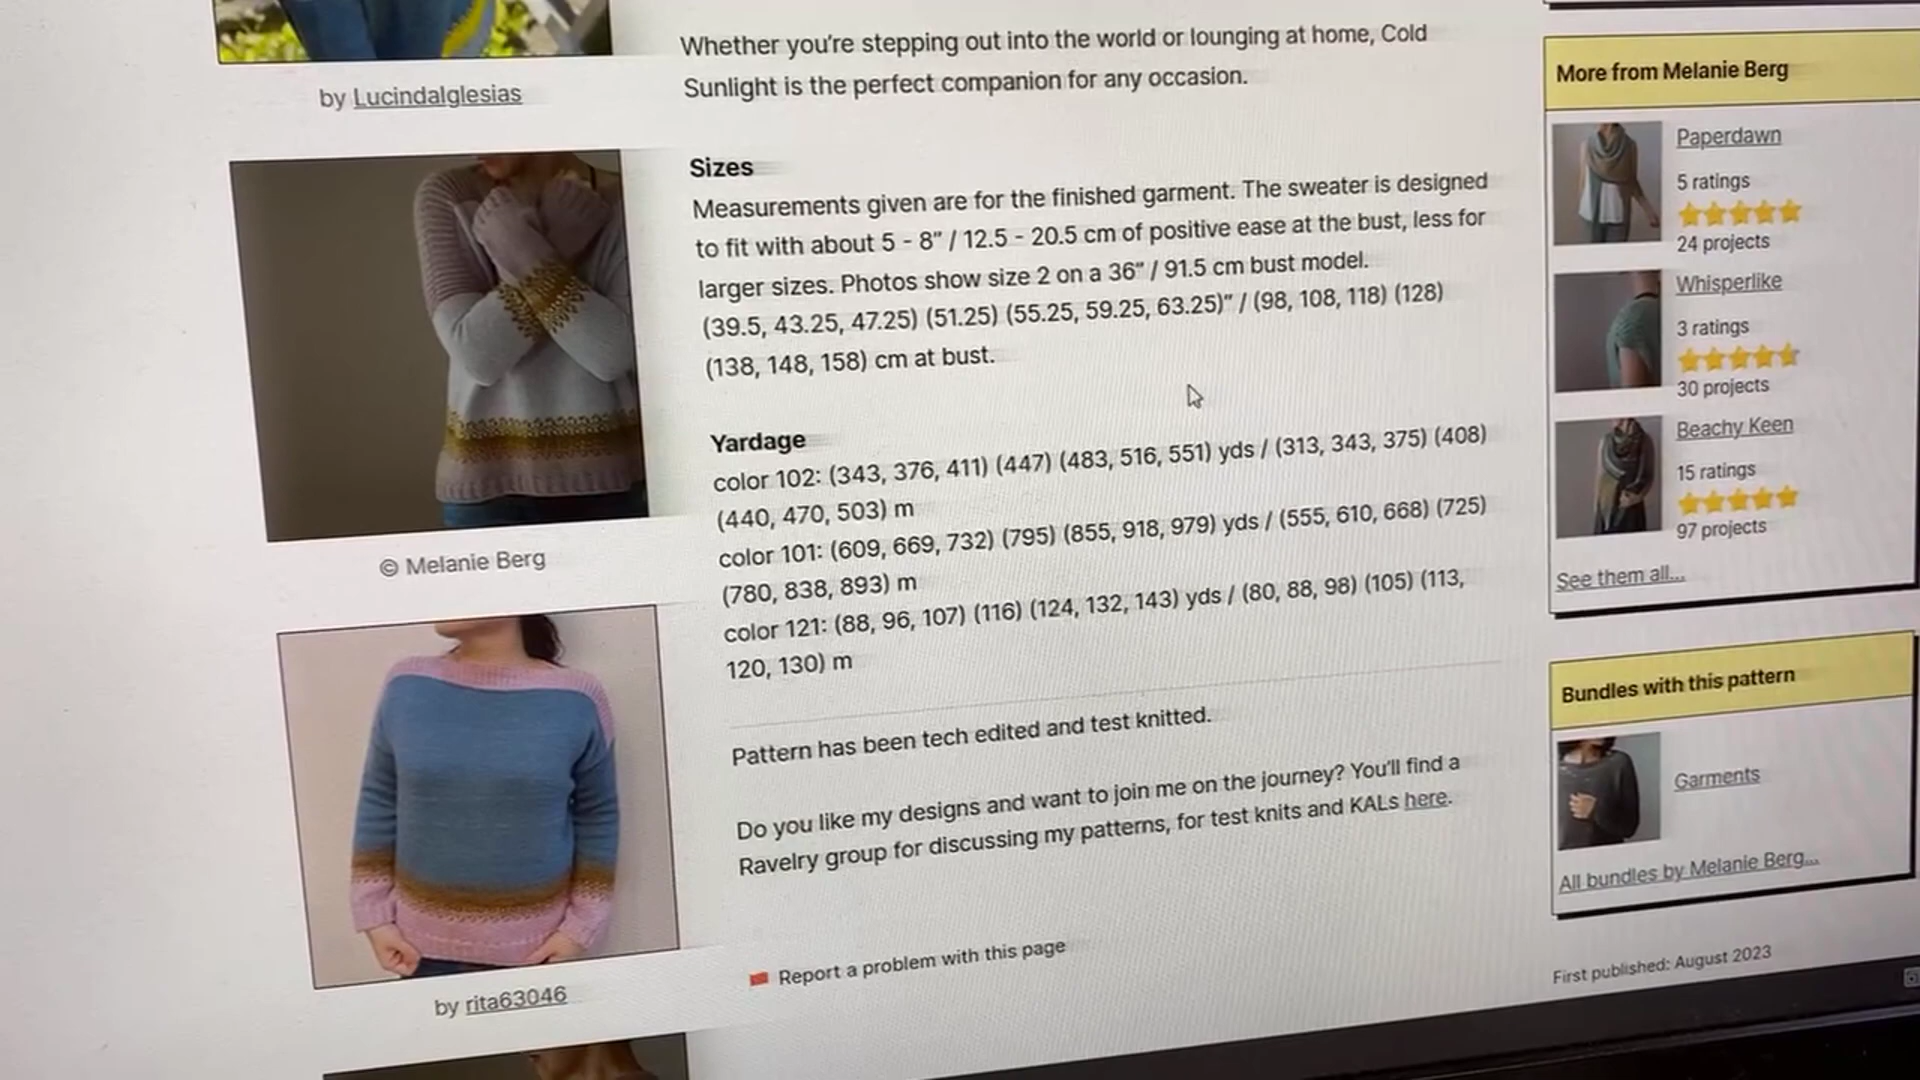 by LucindaIglesias
© Melanie Berg
by rita63046
Whether you're stepping out into the world or lounging at home, Cold
Sunlight is the perfect companion for any occasion.
Sizes
Measurements given are for the finished garment. The sweater is designed
to fit with about 5 - 8" / 12.5 - 20.5 cm of positive ease at the bust, less for
larger sizes. Photos show size 2 on a 36" / 91.5 cm bust model.
(39.5, 43.25, 47.25) (51.25) (55.25, 59.25, 63.25)" / (98, 108, 118) (128)
(138, 148, 158) cm at bust.
Yardage
color 102: (343, 376, 411) (447) (483, 516, 551) yds / (313, 343, 375) (408)
(440, 470, 503) m
color 101: (609, 669, 732) (795) (855, 918, 979) yds / (555, 610, 668) (725)
(780, 838, 893) m
color 121: (88, 96, 107) (116) (124, 132, 143) yds / (80, 88, 98) (105) (113,
120, 130) m
Pattern has been tech edited and test knitted.
Do you like my designs and want to join me on the journey? You'll find a
Ravelry group for discussing my patterns, for test knits and KALs here.
Report a problem with this page
More from Melanie Berg
Paperdawn
5 ratings
24 projects
Whisperlike
3 ratings
30 projects
Beachy Keen
15 ratings
97 projects
See them all...
Bundles with this pattern
Garments
All bundles by Melanie Berg...
First published: August 2023